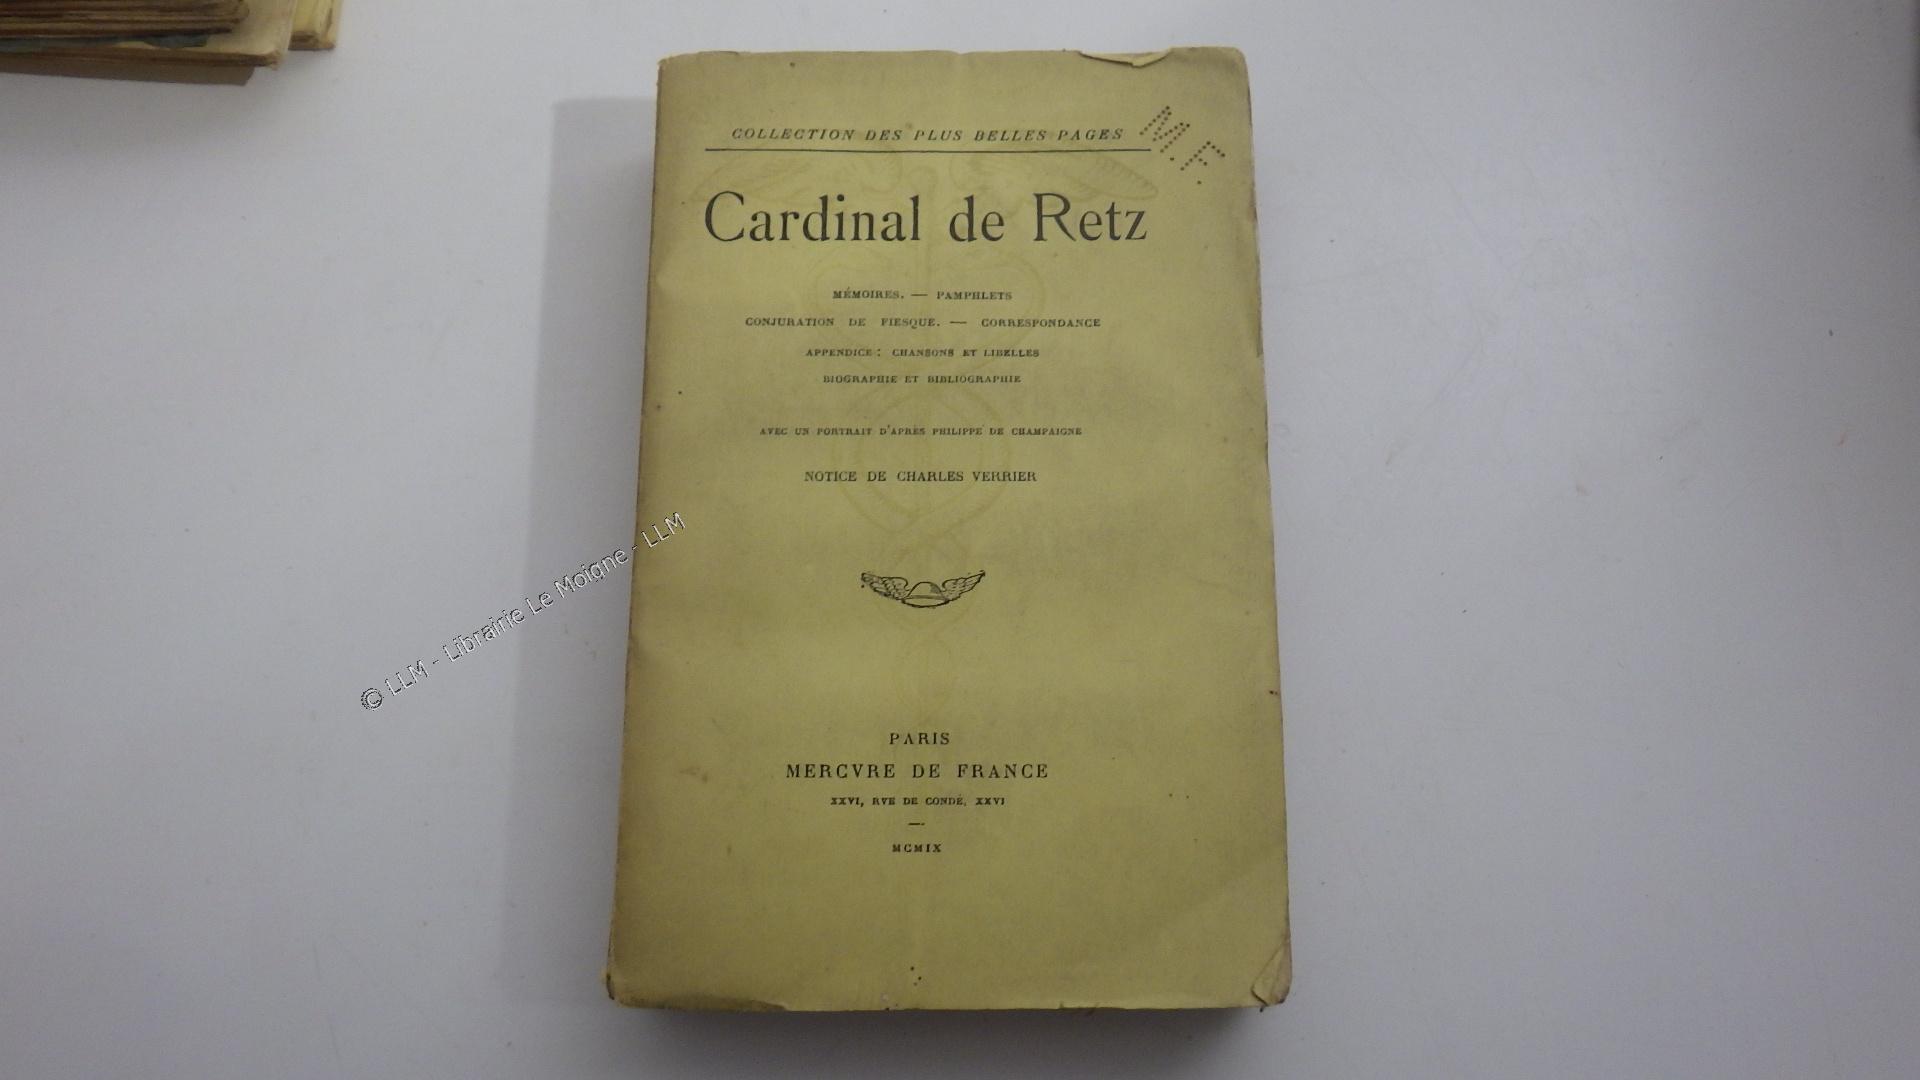 COLLECTION DES PLUS BELLES PAGES
M.F.
Cardinal de Retz
MÉMOIRES. — PAMPHLETS
CONJURATION DE FIESQUE. — CORRESPONDANCE
APPENDICE : CHANSONS ET LIBELLES
BIOGRAPHIE ET BIBLIOGRAPHIE
AVEC UN PORTRAIT D'APRÈS PHILIPPE DE CHAMPAIGNE
NOTICE DE CHARLES VERRIER
PARIS
MERCVRE DE FRANCE
XXVI, RVE DE CONDÉ, XXVI
MCMIX
© LLM - Librairie Le Moigne - LLM